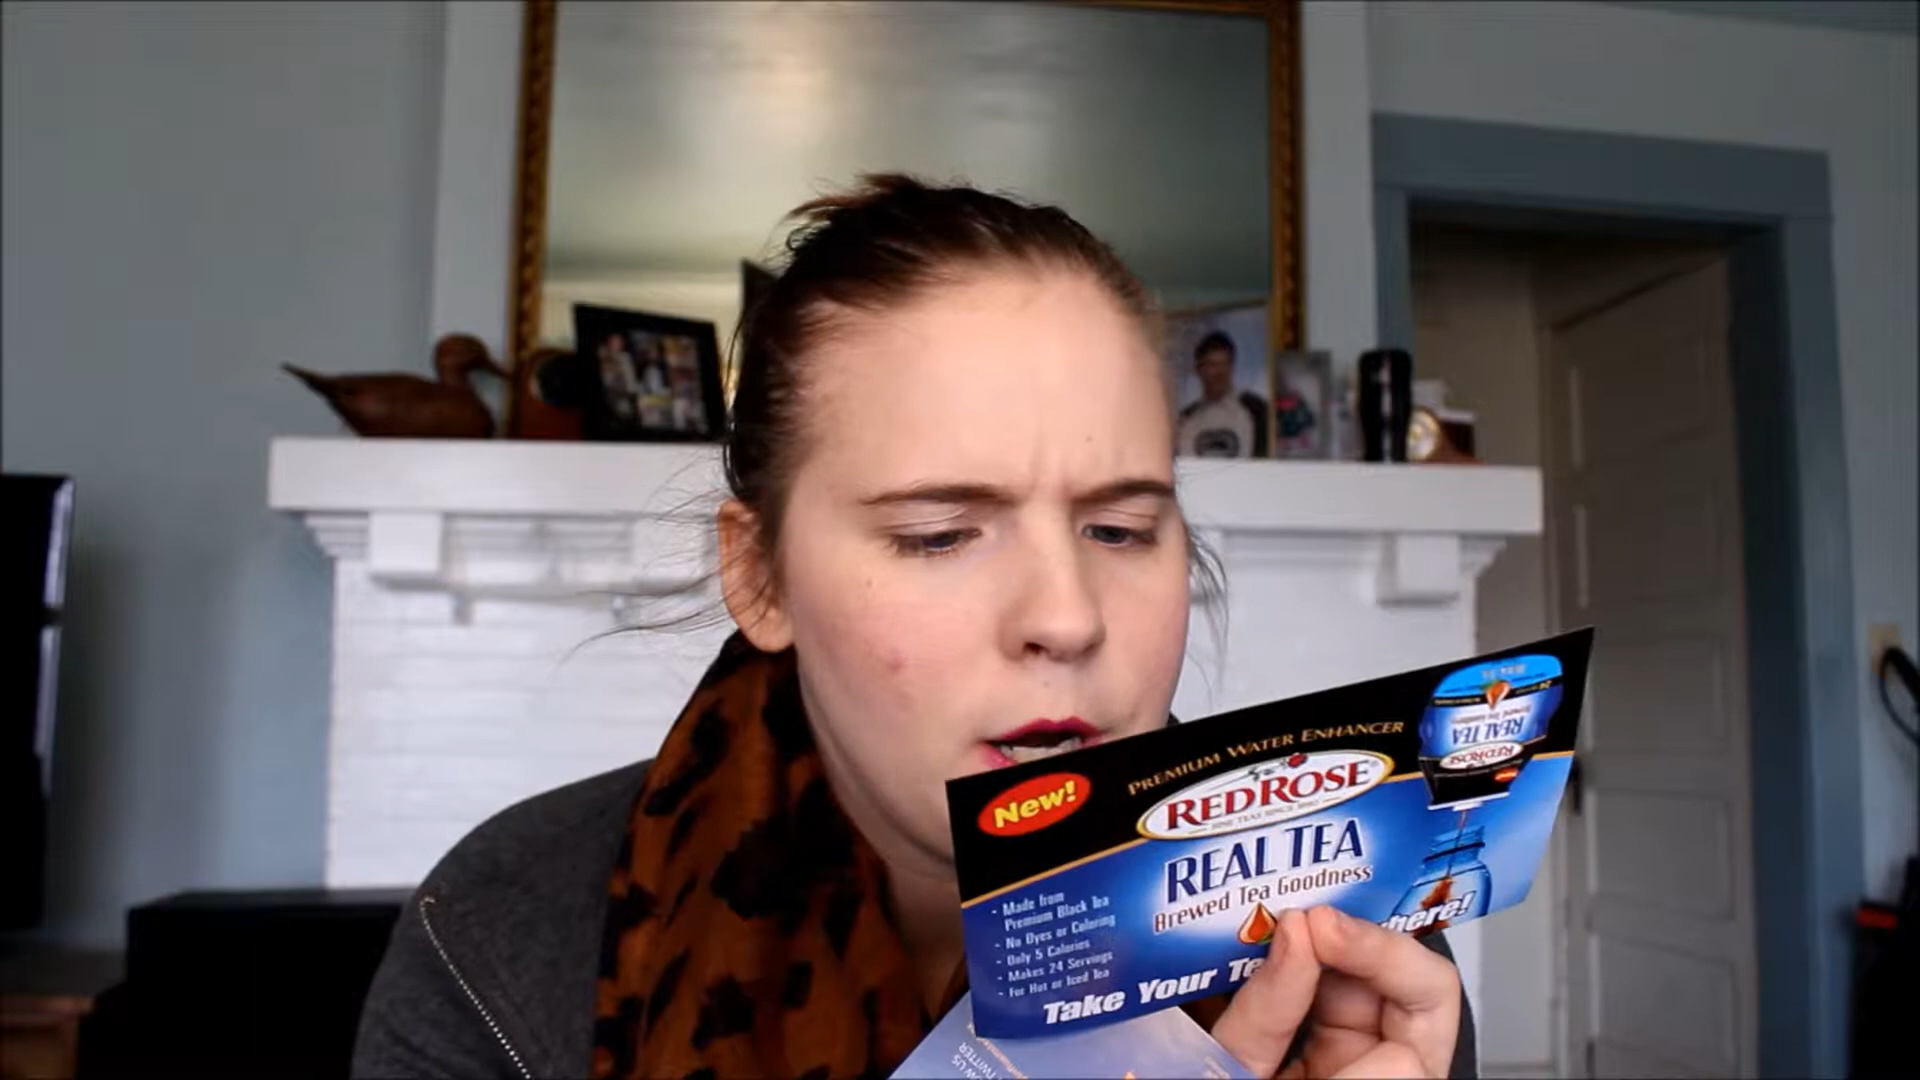 New!
PREMIUM WATER ENHANCER
RED ROSE
REAL TEA
Brewed Tea Goodness
- Made from
Premium Black Tea
- No Dyes or Coloring
- Only 5 Calories
- Makes 24 Servings
- For Hot or Iced Tea
Take Your Te
here!
REAL TEA
RED ROSE
TWITTER